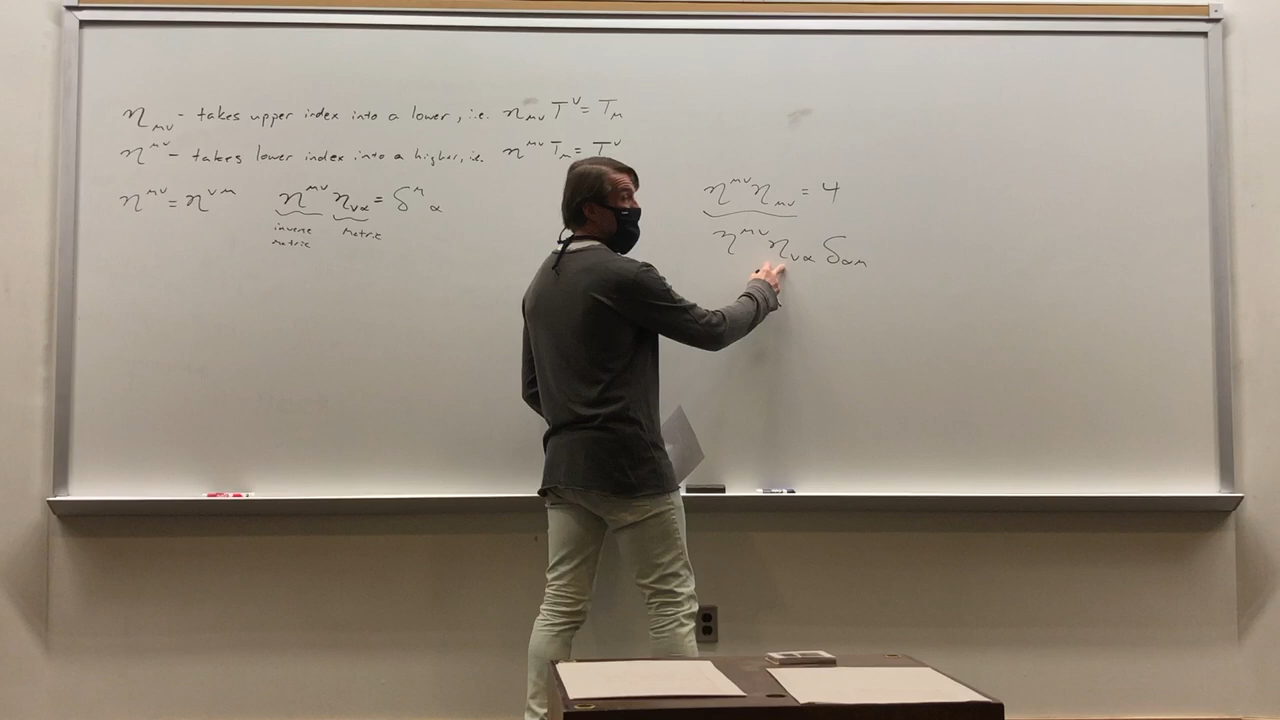 η_μν - takes upper index into a lower, i.e. η_μν T^ν = T_μ
η^μν - takes lower index into a higher, i.e. η^μν T_μ = T^ν
η^μν = η^νμ η^μν η_να = δ^μ_α
inverse metric metric
η^μν η_μν = 4
η^μν η_να δ_αμ